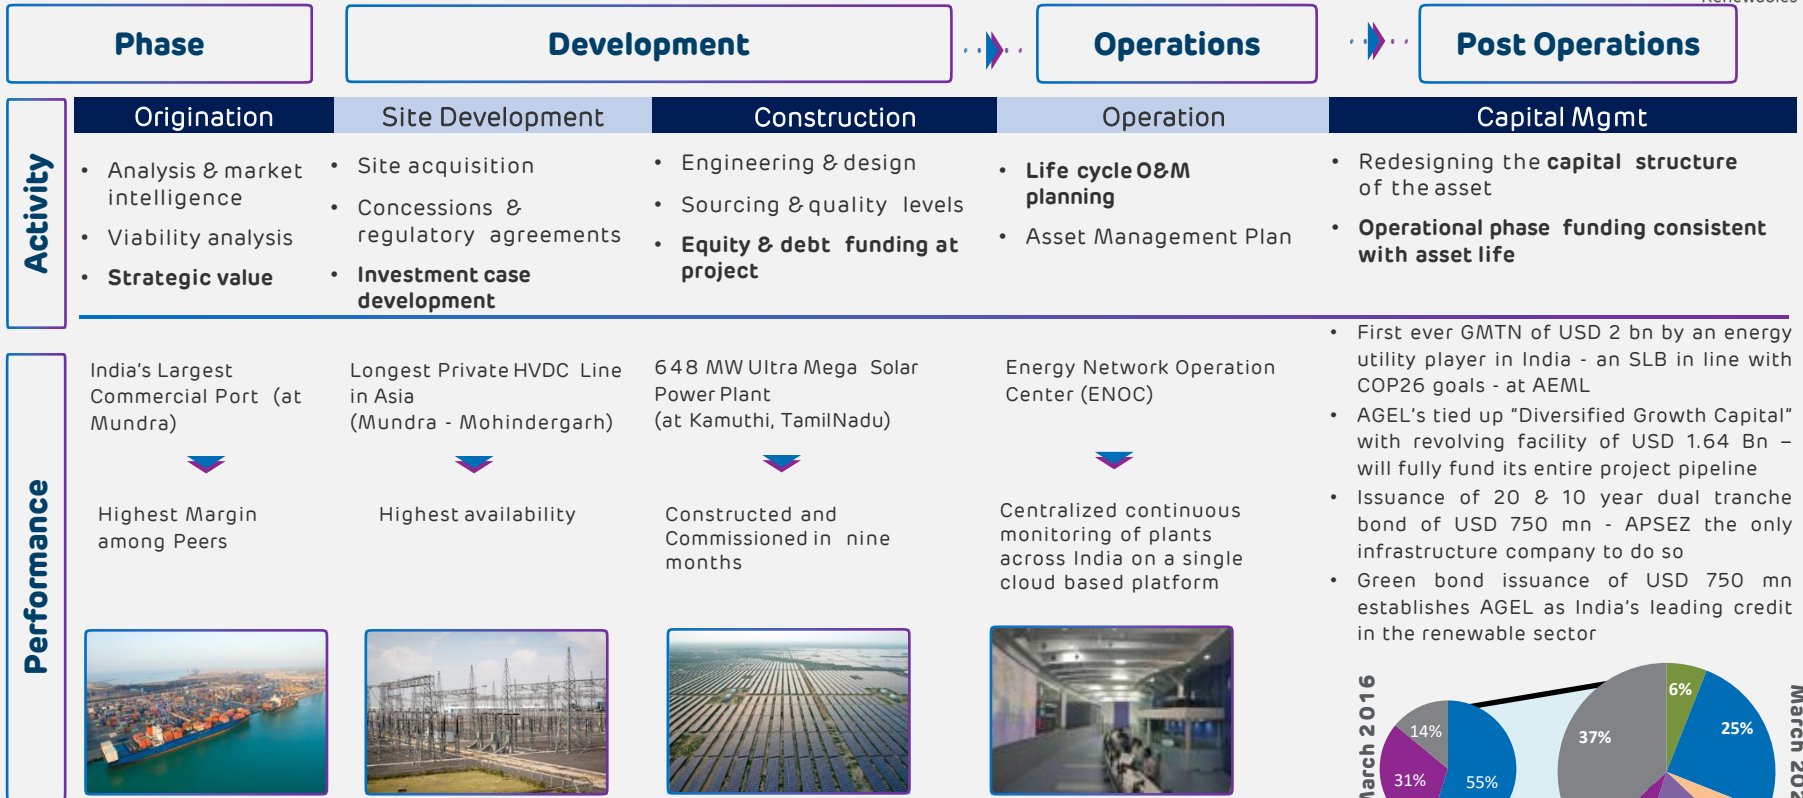 Renewables
Phase
Development
Operations
Post Operations
Activity
Origination
Site Development
Construction
Operation
Capital Mgmt
• Analysis & market
intelligence
• Viability analysis
• Strategic value
• Site acquisition
• Concessions &
regulatory agreements
• Investment case
development
• Engineering & design
• Sourcing & quality levels
• Equity & debt funding at
project
• Life cycle O&M
planning
• Asset Management Plan
• Redesigning the capital structure
of the asset
• Operational phase funding consistent
with asset life
Performance
India's Largest
Commercial Port (at
Mundra)
Highest Margin
among Peers
Longest Private HVDC Line
in Asia
(Mundra - Mohindergarh)
Highest availability
648 MW Ultra Mega Solar
Power Plant
(at Kamuthi, TamilNadu)
Constructed and
Commissioned in nine
months
Energy Network Operation
Center (ENOC)
Centralized continuous
monitoring of plants
across India on a single
cloud based platform
• First ever GMTN of USD 2 bn by an energy
utility player in India - an SLB in line with
COP26 goals - at AEML
• AGEL's tied up "Diversified Growth Capital"
with revolving facility of USD 1.64 Bn –
will fully fund its entire project pipeline
• Issuance of 20 & 10 year dual tranche
bond of USD 750 mn - APSEZ the only
infrastructure company to do so
• Green bond issuance of USD 750 mn
establishes AGEL as India's leading credit
in the renewable sector
March 2016
14%
31%
55%
6%
37%
25%
March